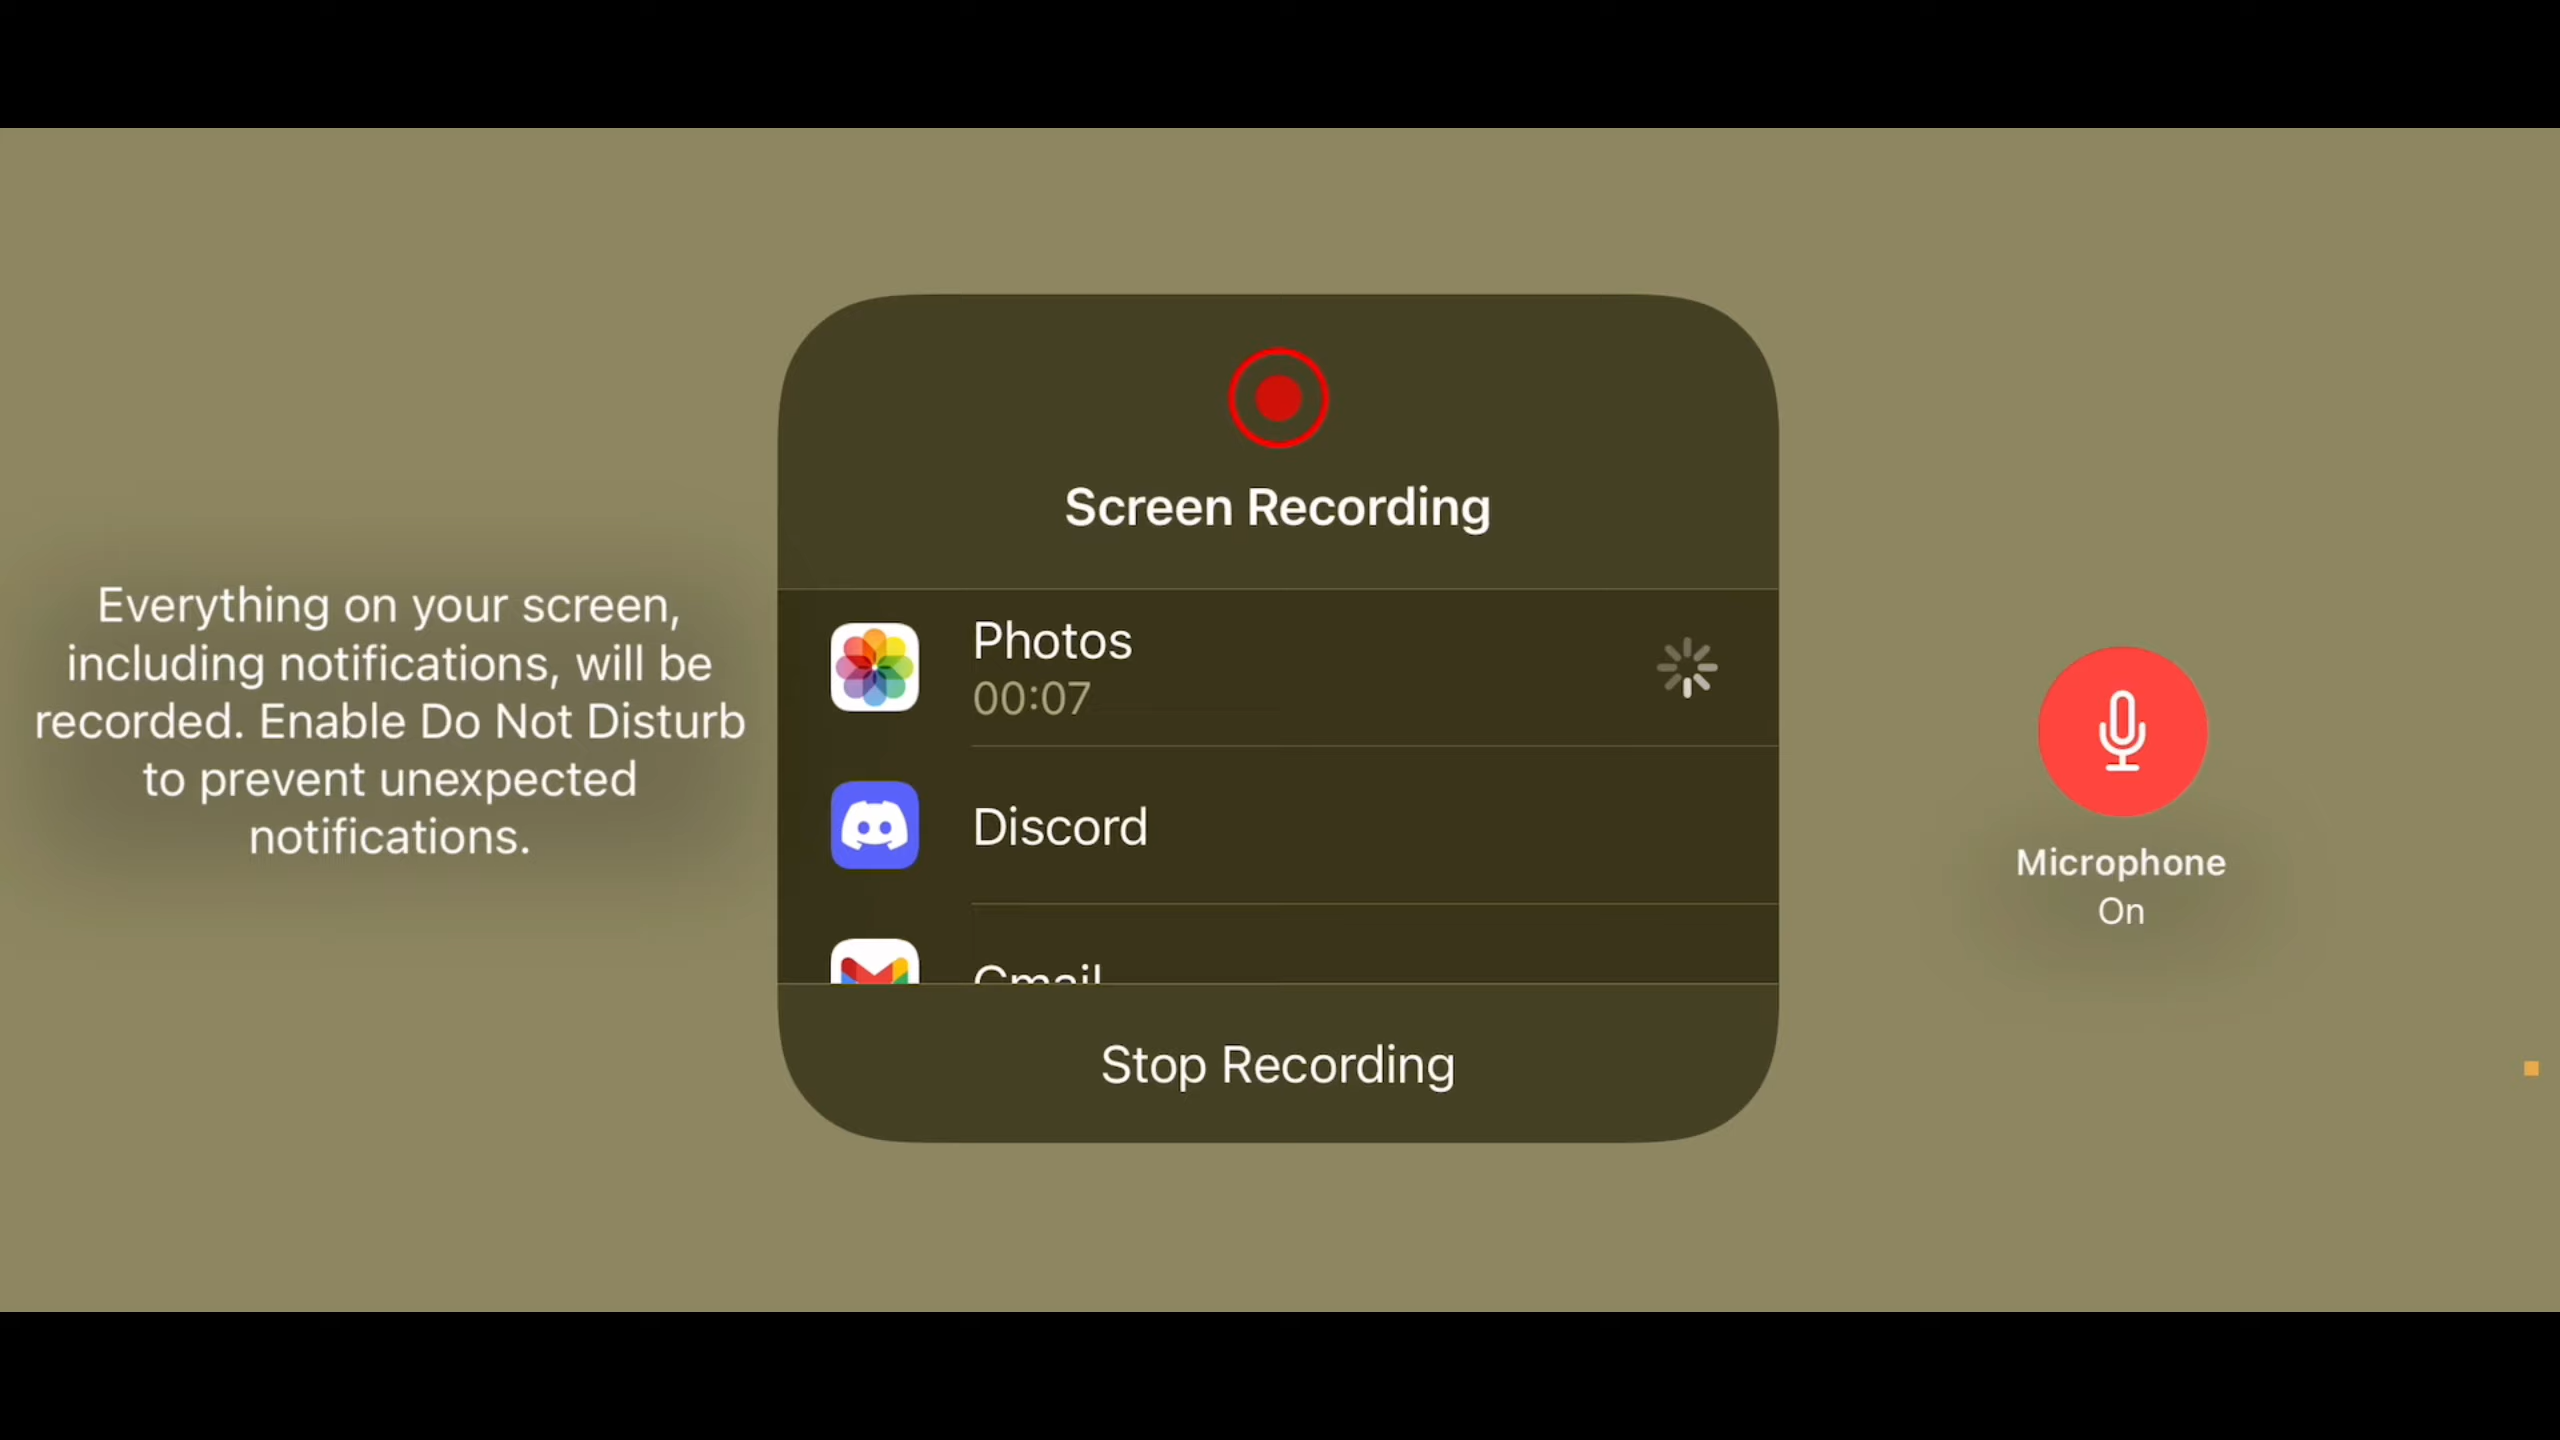 Everything on your screen,
including notifications, will be
recorded. Enable Do Not Disturb
to prevent unexpected
notifications.
Screen Recording
Photos
00:07
Discord
Gmail
Stop Recording
Microphone
On